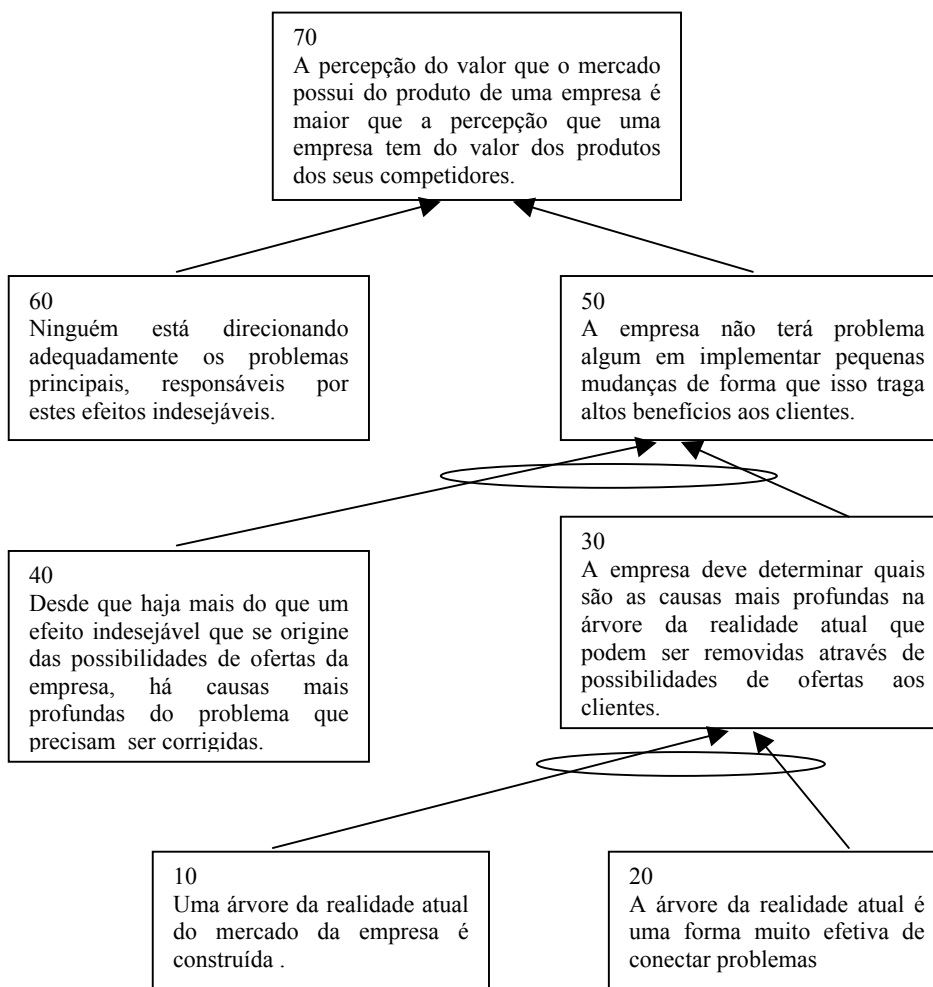 70
A percepção do valor que o mercado
possui do produto de uma empresa é
maior que a percepção que uma
empresa tem do valor dos produtos
dos seus competidores.
60
Ninguém está direcionando
adequadamente os problemas
principais, responsáveis por
estes efeitos indesejáveis.
50
A empresa não terá problema
algum em implementar pequenas
mudanças de forma que isso traga
altos benefícios aos clientes.
40
Desde que haja mais do que um
efeito indesejável que se origine
das possibilidades de ofertas da
empresa, há causas mais
profundas do problema que
precisam ser corrigidas.
30
A empresa deve determinar quais
são as causas mais profundas na
árvore da realidade atual que
podem ser removidas através de
possibilidades de ofertas aos
clientes.
10
Uma árvore da realidade atual
do mercado da empresa é
construída .
20
A árvore da realidade atual é
uma forma muito efetiva de
conectar problemas